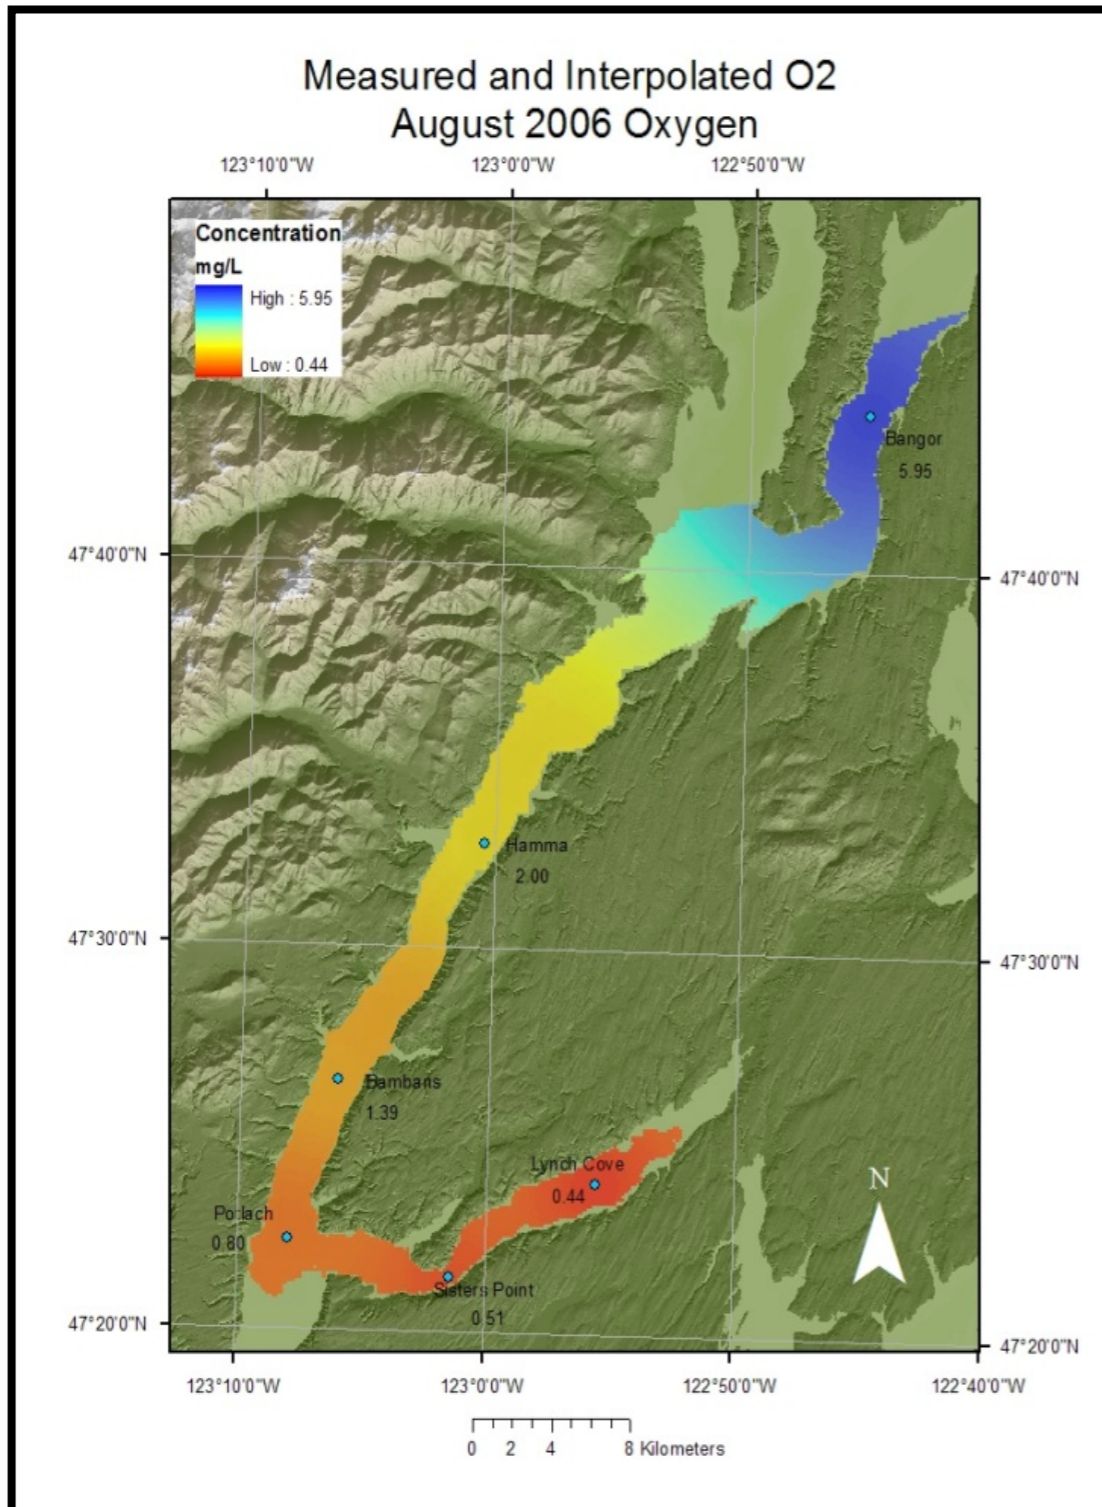 Measured and Interpolated O2
August 2006 Oxygen
123°10'0"W 123°0'0"W 122°50'0"W
Concentration
mg/L
High : 5.95
Low : 0.44
Bangor
5.95
47°40'0"N
47°40'0"N
Hamma
2.00
47°30'0"N
47°30'0"N
Bambans
1.39
Lynch Cove
0.44
N
Potlach
0.80
Sisters Point
0.51
47°20'0"N
47°20'0"N
123°10'0"W 123°0'0"W 122°50'0"W 122°40'0"W
0 2 4 8 Kilometers